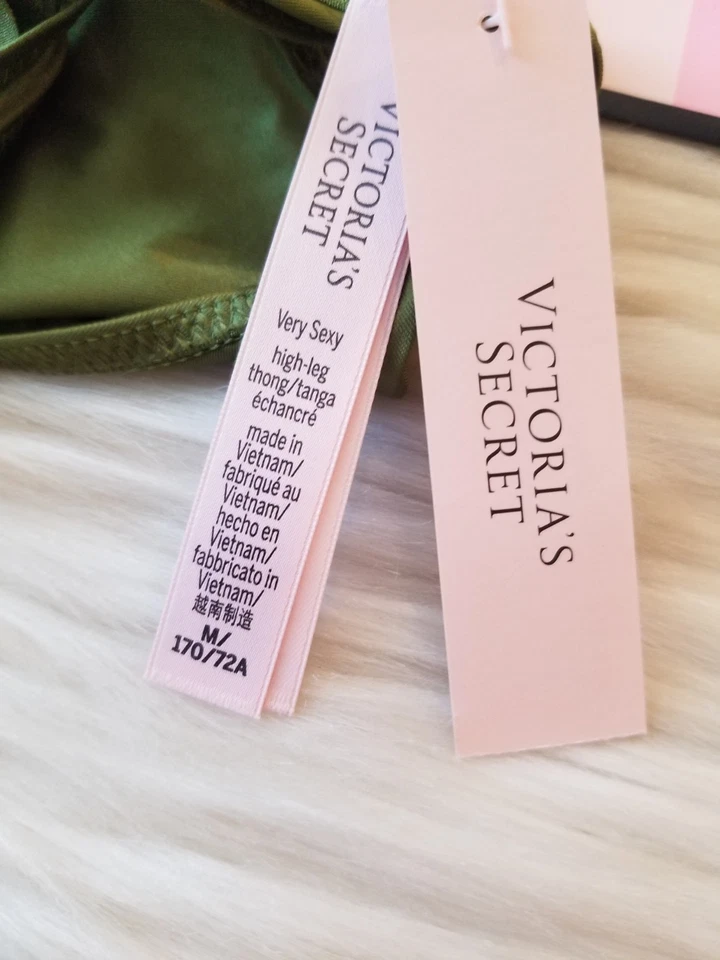 VICTORIA'S
SECRET
Very Sexy
high-leg
thong/tanga
échancré
made in
Vietnam/
fabriqué au
Vietnam/
hecho en
Vietnam/
fabbricato in
Vietnam/
越南制造
M/
170/72A
VICTORIA'S
SECRET